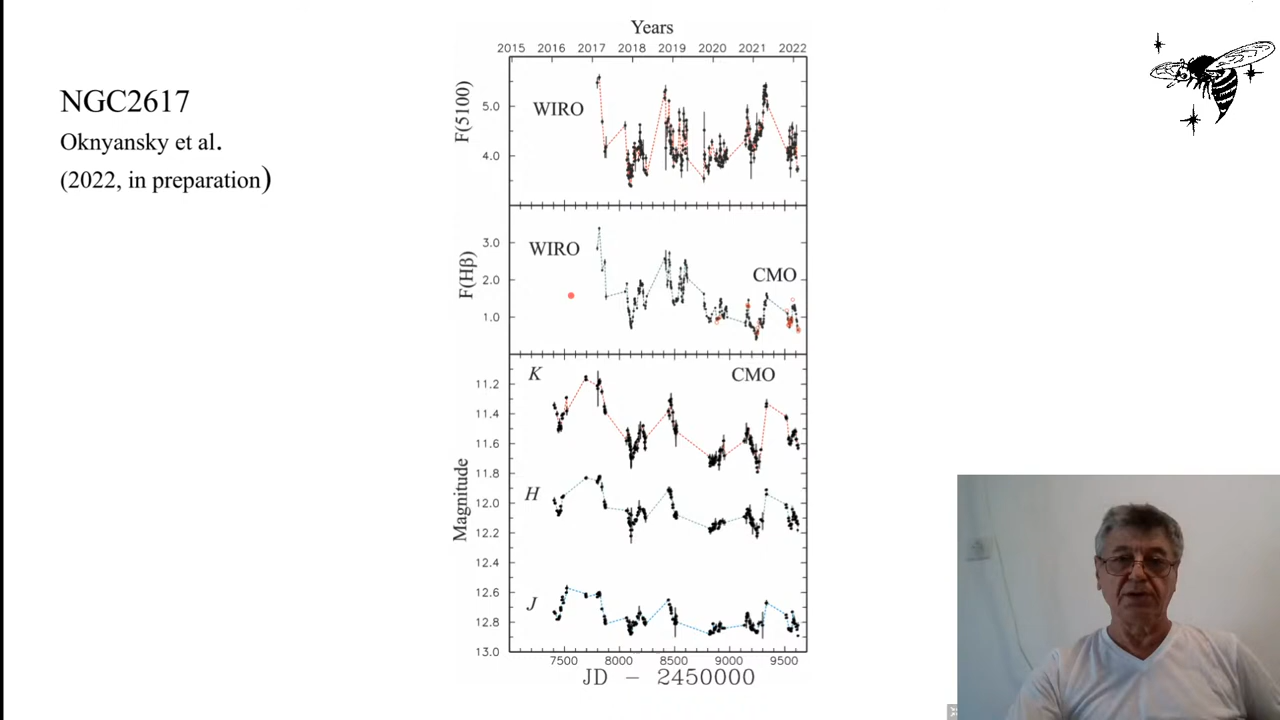 NGC2617
Oknyansky et al.
(2022, in preparation)
Years
2015 2016 2017 2018 2019 2020 2021 2022
F(5100)
WIRO
5.0
4.0
F(Hβ)
WIRO
CMO
3.0
2.0
1.0
Magnitude
K
CMO
11.2
11.4
11.6
11.8
H
12.0
12.2
12.4
12.6
J
12.8
13.0
7500 8000 8500 9000 9500
JD − 2450000